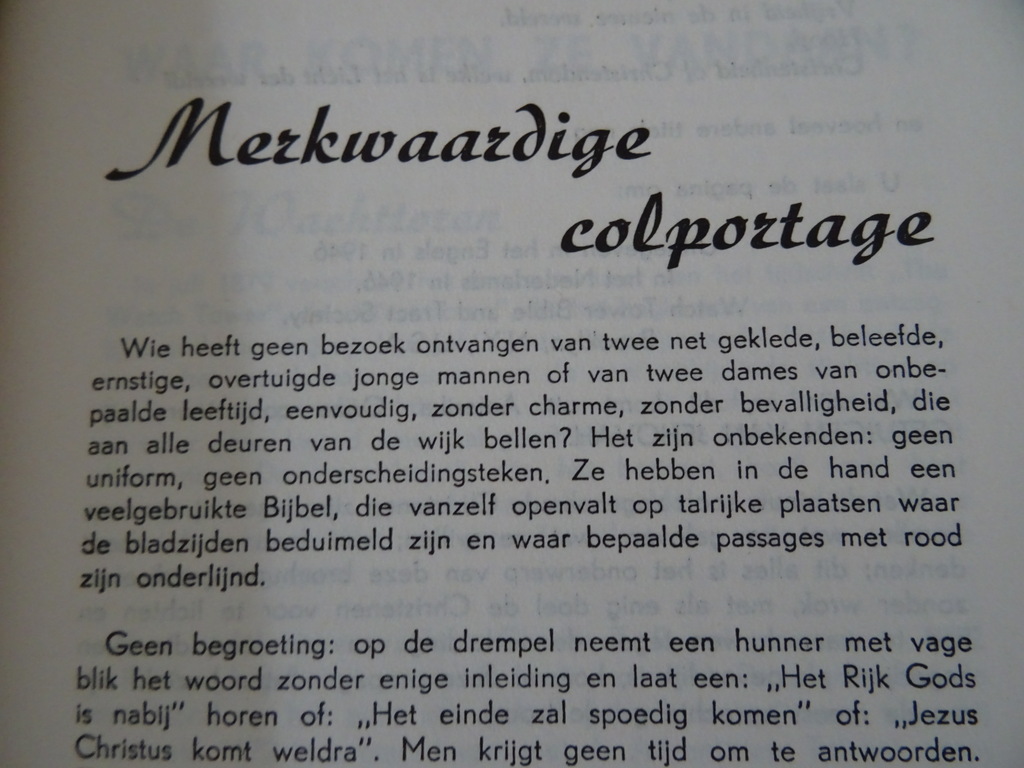 Merkwaardige
colportage
Wie heeft geen bezoek ontvangen van twee net geklede, beleefde,
ernstige, overtuigde jonge mannen of van twee dames van onbe-
paalde leeftijd, eenvoudig, zonder charme, zonder bevalligheid, die
aan alle deuren van de wijk bellen? Het zijn onbekenden: geen
uniform, geen onderscheidingsteken. Ze hebben in de hand een
veelgebruikte Bijbel, die vanzelf openvalt op talrijke plaatsen waar
de bladzijden beduimeld zijn en waar bepaalde passages met rood
zijn onderlijnd.
Geen begroeting: op de drempel neemt een hunner met vage
blik het woord zonder enige inleiding en laat een: „Het Rijk Gods
is nabij" horen of: „Het einde zal spoedig komen" of: „Jezus
Christus komt weldra". Men krijgt geen tijd om te antwoorden.